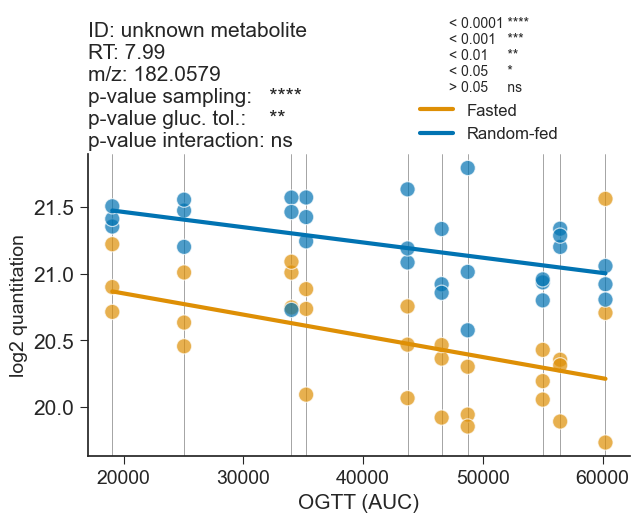 ID: unknown metabolite
RT: 7.99
m/z: 182.0579
p-value sampling: ****
p-value gluc. tol.: **
p-value interaction: ns
< 0.0001 ****
< 0.001 ***
< 0.01 **
< 0.05 *
> 0.05 ns
Fasted
Random-fed
log2 quantitation
21.5
21.0
20.5
20.0
20000 30000 40000 50000 60000
OGTT (AUC)